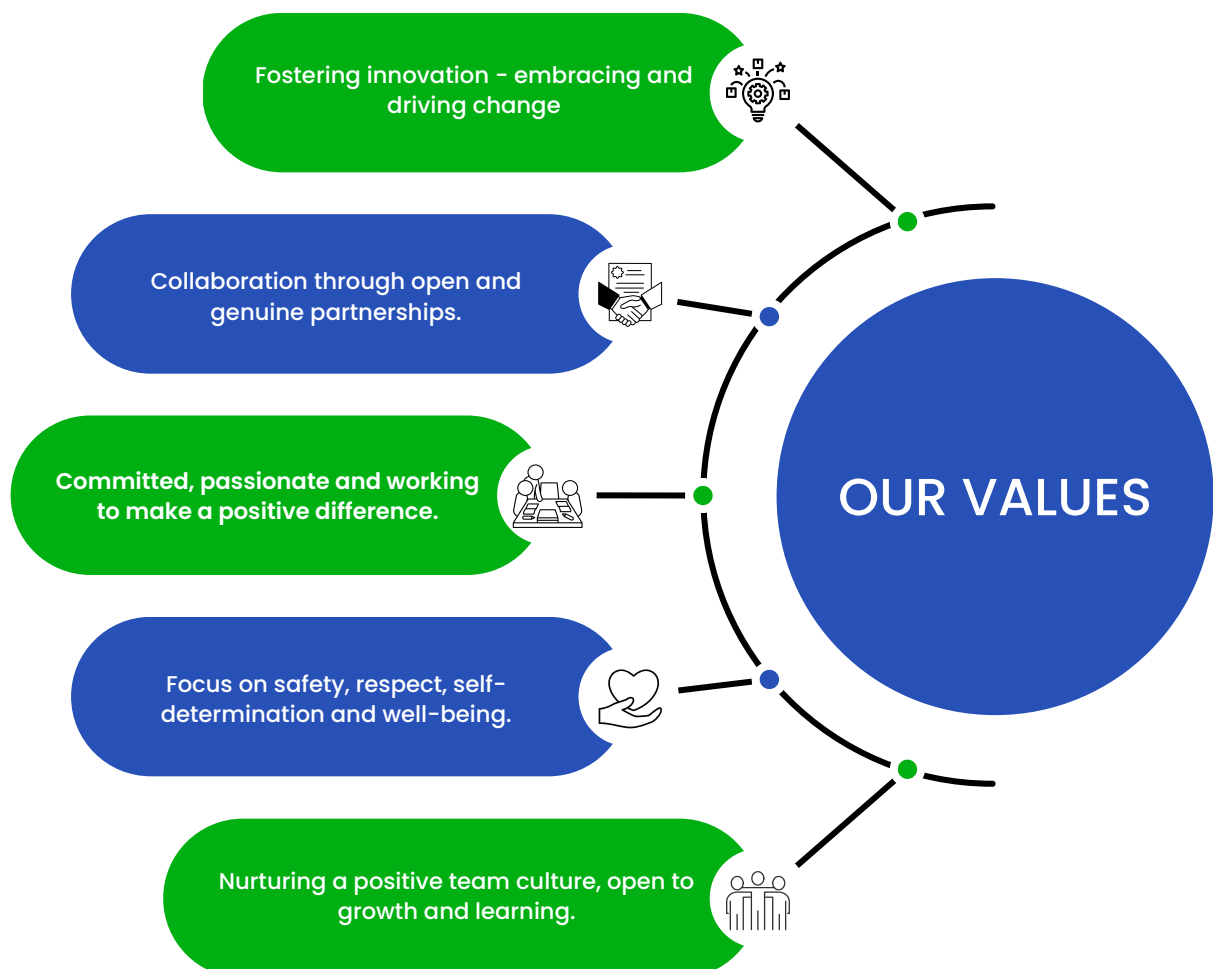 Fostering innovation - embracing and
driving change
Collaboration through open and
genuine partnerships.
Committed, passionate and working
to make a positive difference.
OUR VALUES
Focus on safety, respect, self-
determination and well-being.
Nurturing a positive team culture, open to
growth and learning.